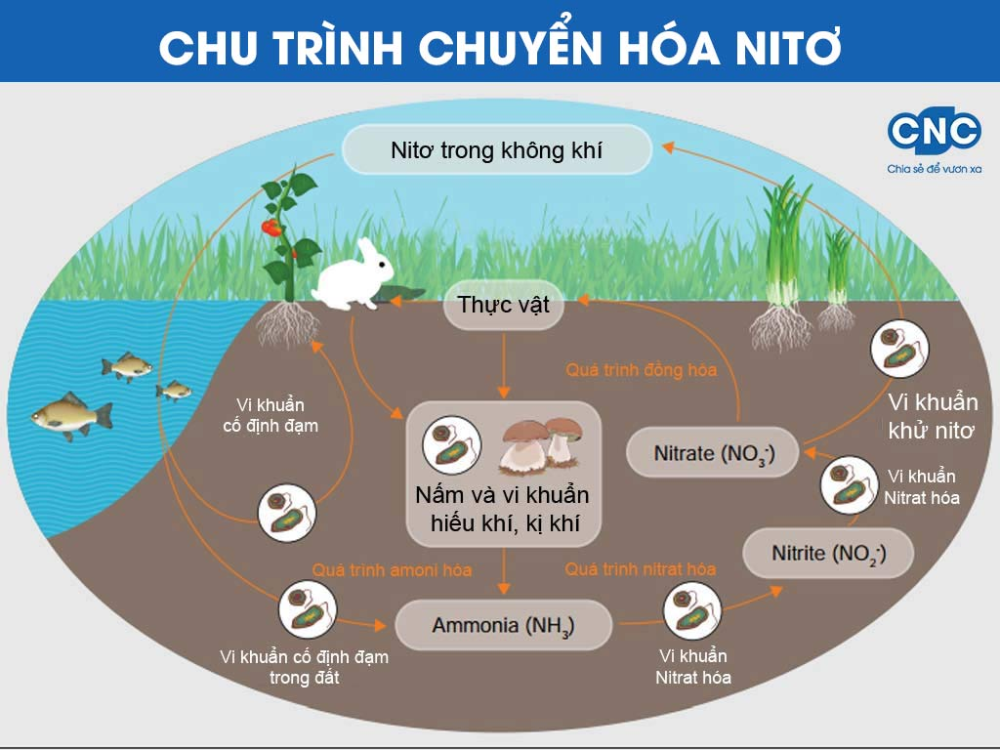 CHU TRÌNH CHUYỂN HÓA NITƠ
CNC
Chia sẻ để vươn xa
Nitơ trong không khí
Thực vật
Quá trình đồng hóa
Vi khuẩn
cố định đạm
Vi khuẩn
khử nitơ
Nitrate (NO₃⁻)
Vi khuẩn
Nitrat hóa
Nấm và vi khuẩn
hiếu khí, kị khí
Nitrite (NO₂⁻)
Quá trình amoni hóa
Quá trình nitrat hóa
Ammonia (NH₃)
Vi khuẩn cố định đạm
trong đất
Vi khuẩn
Nitrat hóa